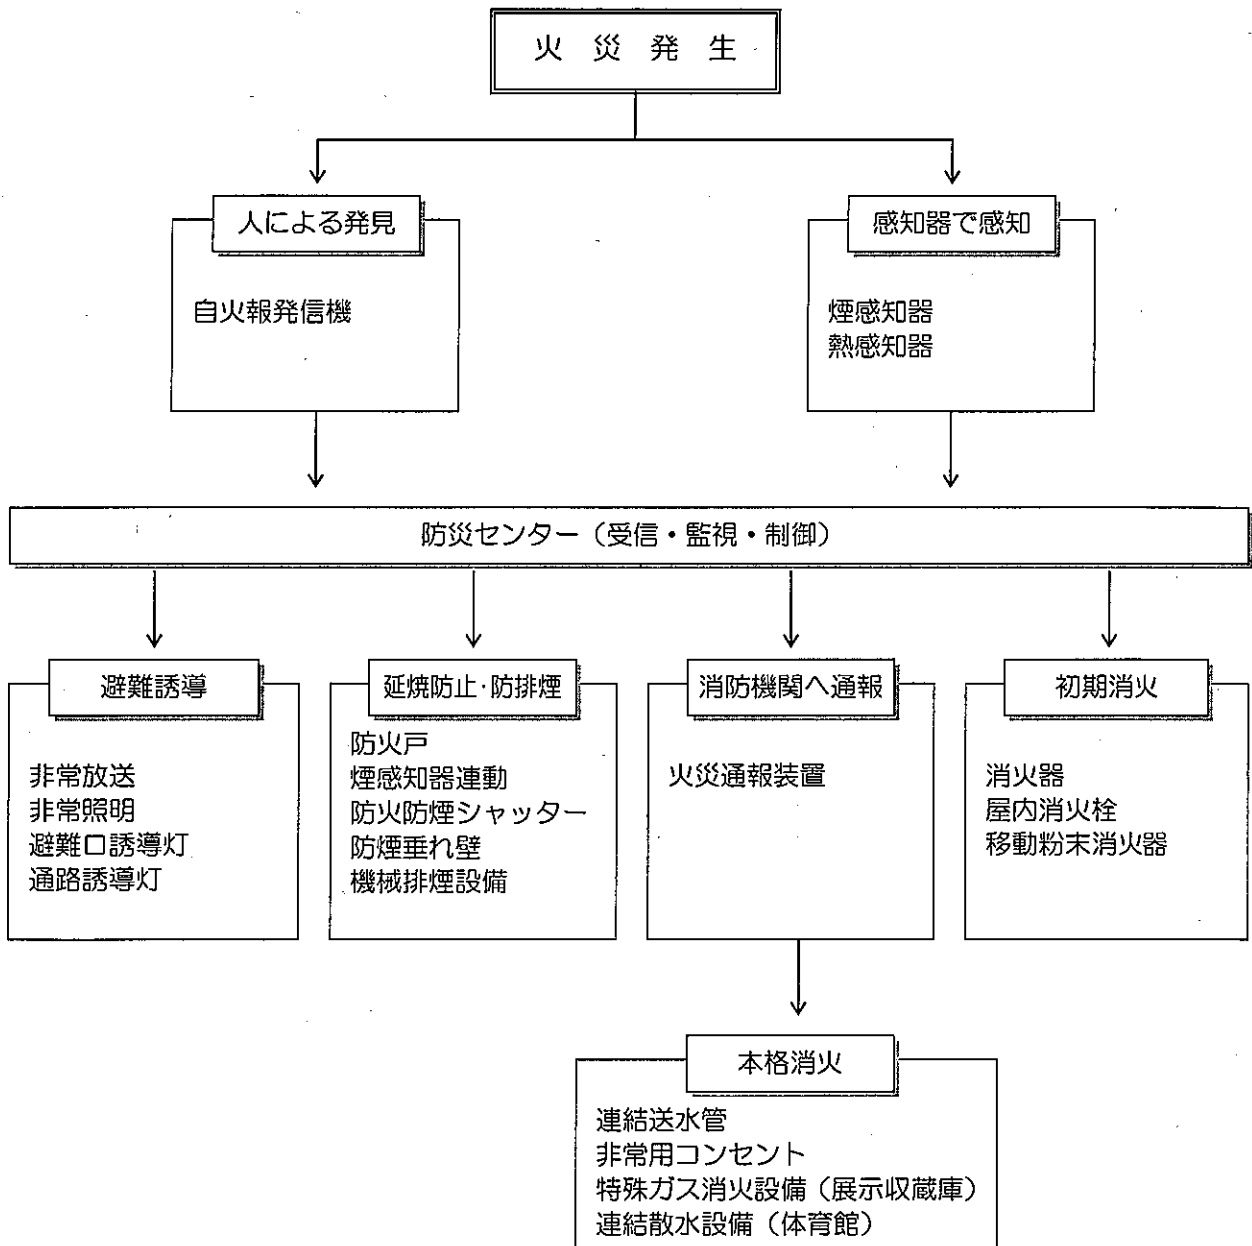 火災発生
人による発見
感知器で感知
自火報発信機
煙感知器
熱感知器
防災センター（受信・監視・制御）
避難誘導
延焼防止･防排煙
消防機関へ通報
初期消火
非常放送
非常照明
避難口誘導灯
通路誘導灯
防火戸
煙感知器連動
防火防煙シャッター
防煙垂れ壁
機械排煙設備
火災通報装置
消火器
屋内消火栓
移動粉末消火器
本格消火
連結送水管
非常用コンセント
特殊ガス消火設備（展示収蔵庫）
連結散水設備（体育館）